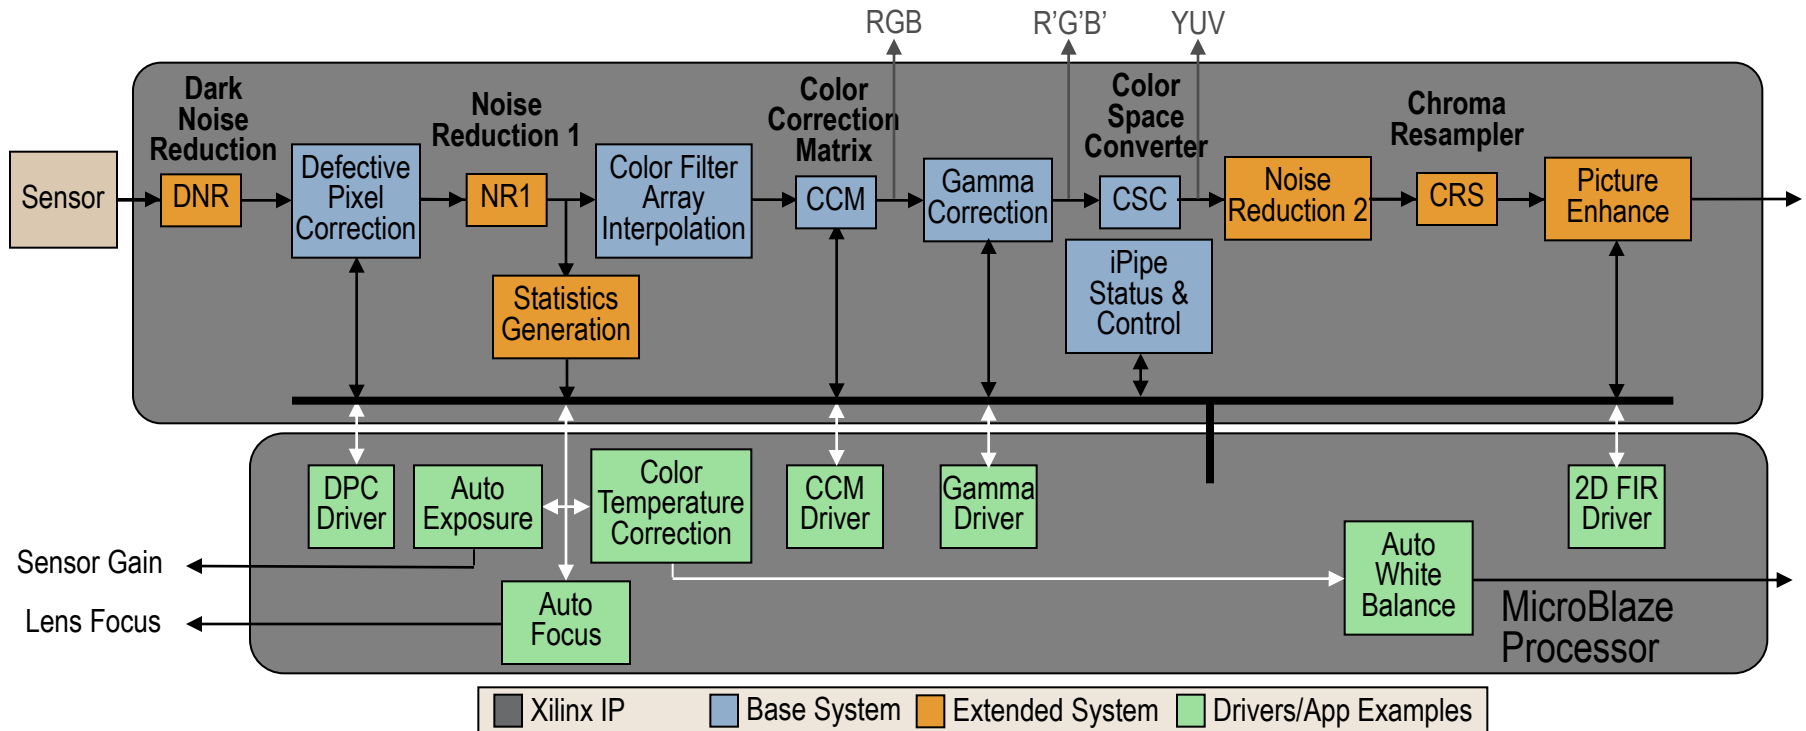 RGB
R'G'B'
YUV
Dark
Noise
Reduction
Noise
Reduction 1
Color
Correction
Matrix
Color
Space
Converter
Chroma
Resampler
Sensor
DNR
Defective
Pixel
Correction
NR1
Color Filter
Array
Interpolation
CCM
Gamma
Correction
CSC
Noise
Reduction 2
CRS
Picture
Enhance
Statistics
Generation
iPipe
Status &
Control
DPC
Driver
Auto
Exposure
Color
Temperature
Correction
CCM
Driver
Gamma
Driver
2D FIR
Driver
Sensor Gain
Lens Focus
Auto
Focus
Auto
White
Balance
MicroBlaze
Processor
Xilinx IP
Base System
Extended System
Drivers/App Examples